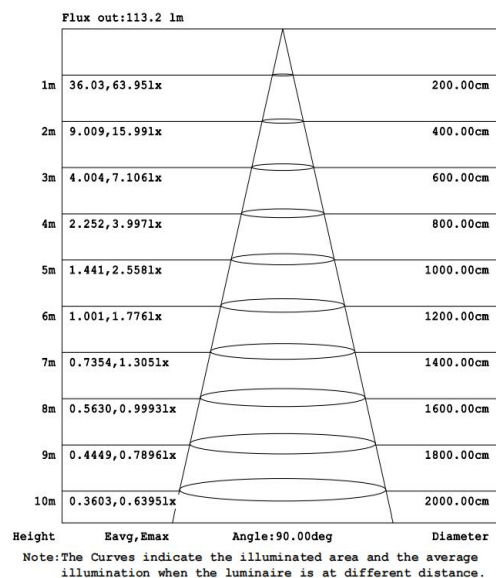 Flux out:113.2 lm
1m 36.03,63.95lx 200.00cm
2m 9.009,15.99lx 400.00cm
3m 4.004,7.106lx 600.00cm
4m 2.252,3.997lx 800.00cm
5m 1.441,2.558lx 1000.00cm
6m 1.001,1.776lx 1200.00cm
7m 0.7354,1.305lx 1400.00cm
8m 0.5630,0.9993lx 1600.00cm
9m 0.4449,0.7896lx 1800.00cm
10m 0.3603,0.6395lx 2000.00cm
Height Eavg,Emax Angle:90.00deg Diameter
Note:The Curves indicate the illuminated area and the average
illumination when the luminaire is at different distance.